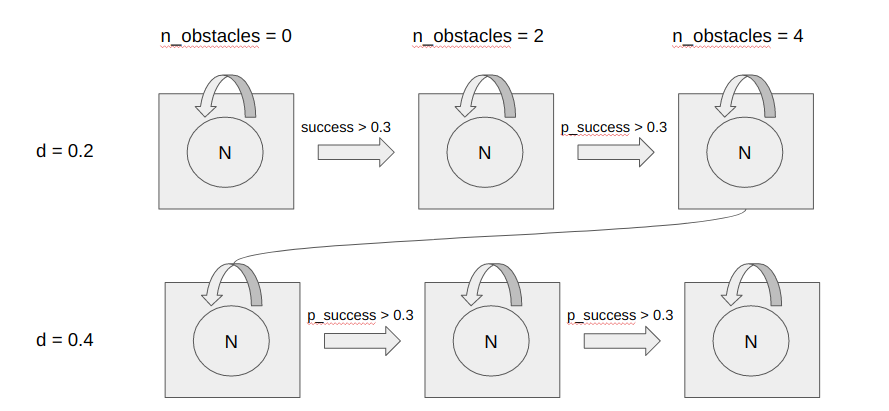 n_obstacles = 0
n_obstacles = 2
n_obstacles = 4
d = 0.2
N
success > 0.3
N
p_success > 0.3
N
d = 0.4
N
p_success > 0.3
N
p_success > 0.3
N